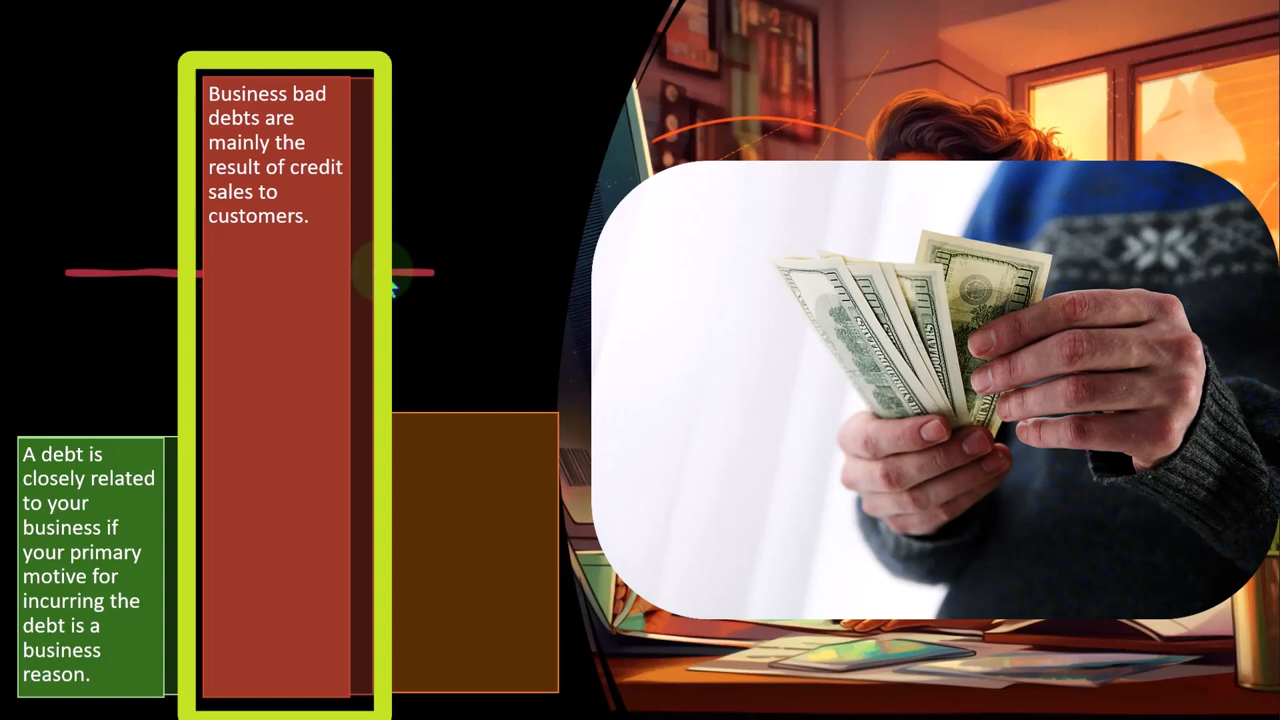 Business bad
debts are
mainly the
result of credit
sales to
customers.
A debt is
closely related
to your
business if
your primary
motive for
incurring the
debt is a
business
reason.